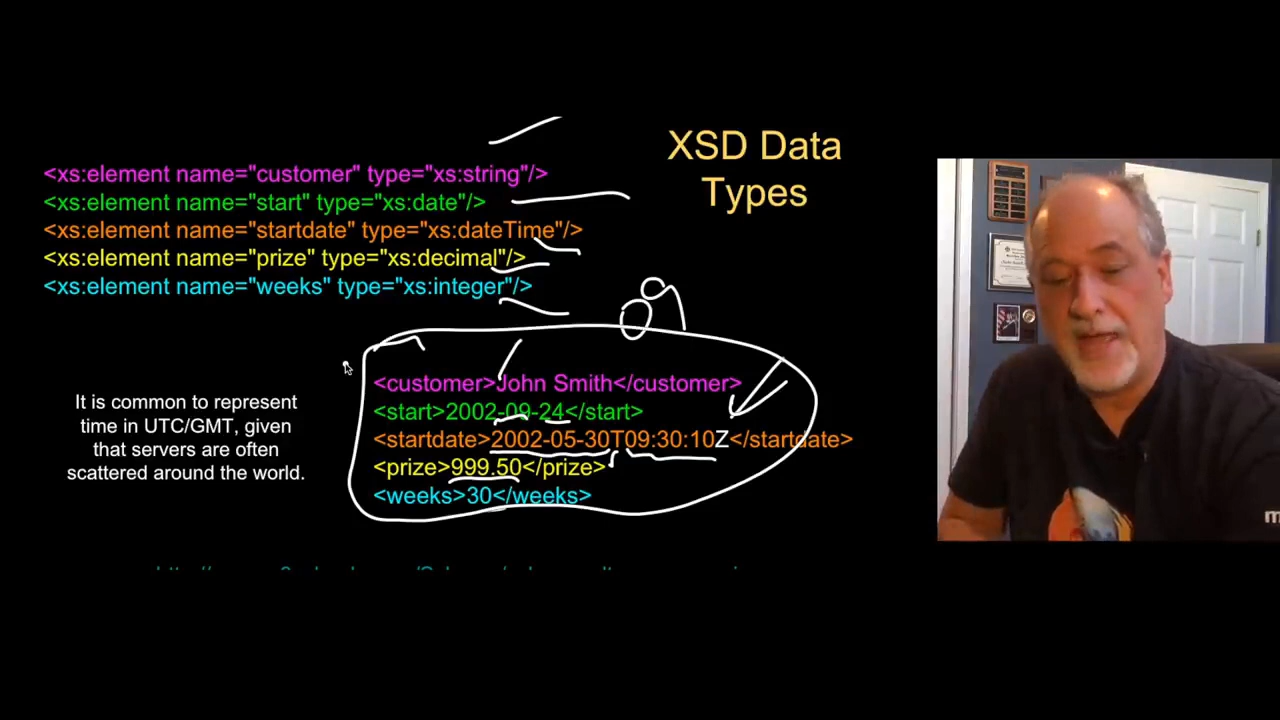 XSD Data
Types
<xs:element name="customer" type="xs:string"/>
<xs:element name="start" type="xs:date"/>
<xs:element name="startdate" type="xs:dateTime"/>
<xs:element name="prize" type="xs:decimal"/>
<xs:element name="weeks" type="xs:integer"/>
<customer>John Smith</customer>
<start>2002-09-24</start>
<startdate>2002-05-30T09:30:10Z</startdate>
<prize>999.50</prize>
<weeks>30</weeks>
It is common to represent
time in UTC/GMT, given
that servers are often
scattered around the world.